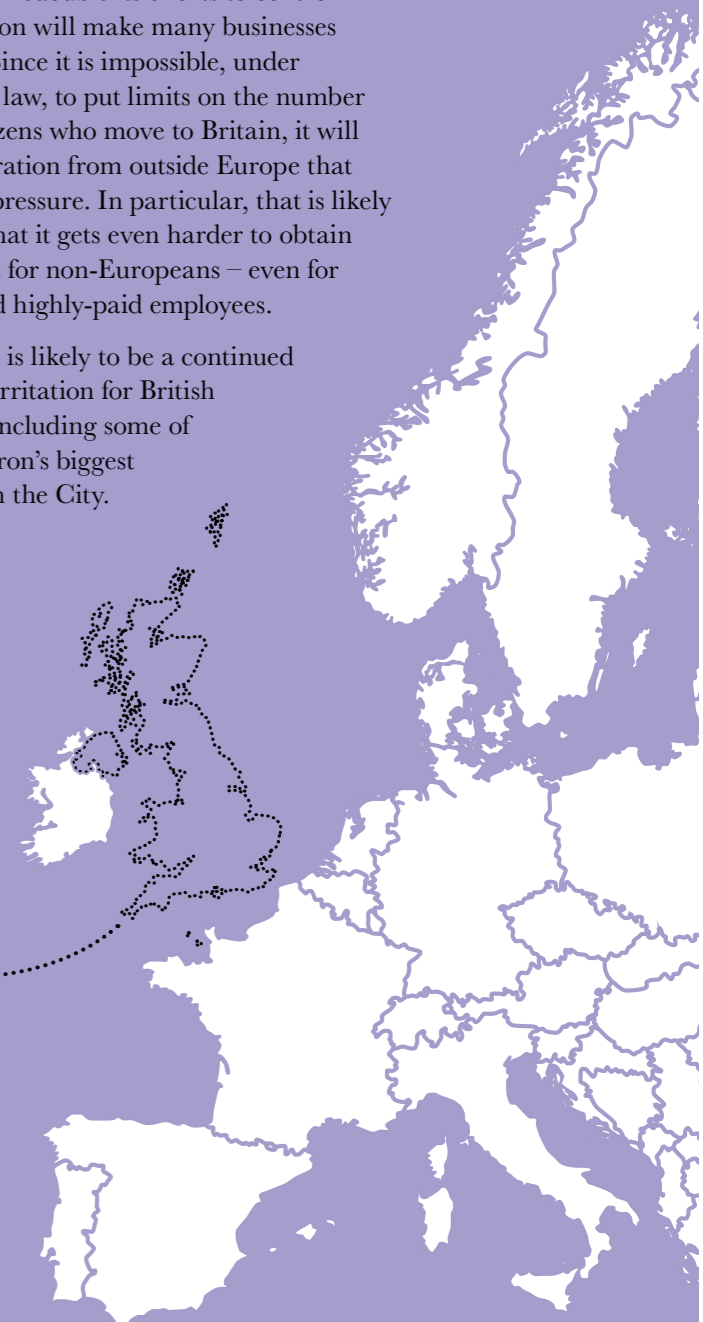 on will make many businesses
ince it is impossible, under
law, to put limits on the number
zens who move to Britain, it will
ration from outside Europe that
pressure. In particular, that is likely
hat it gets even harder to obtain
for non-Europeans – even for
d highly-paid employees.
is likely to be a continued
rritation for British
ncluding some of
ron's biggest
n the City.